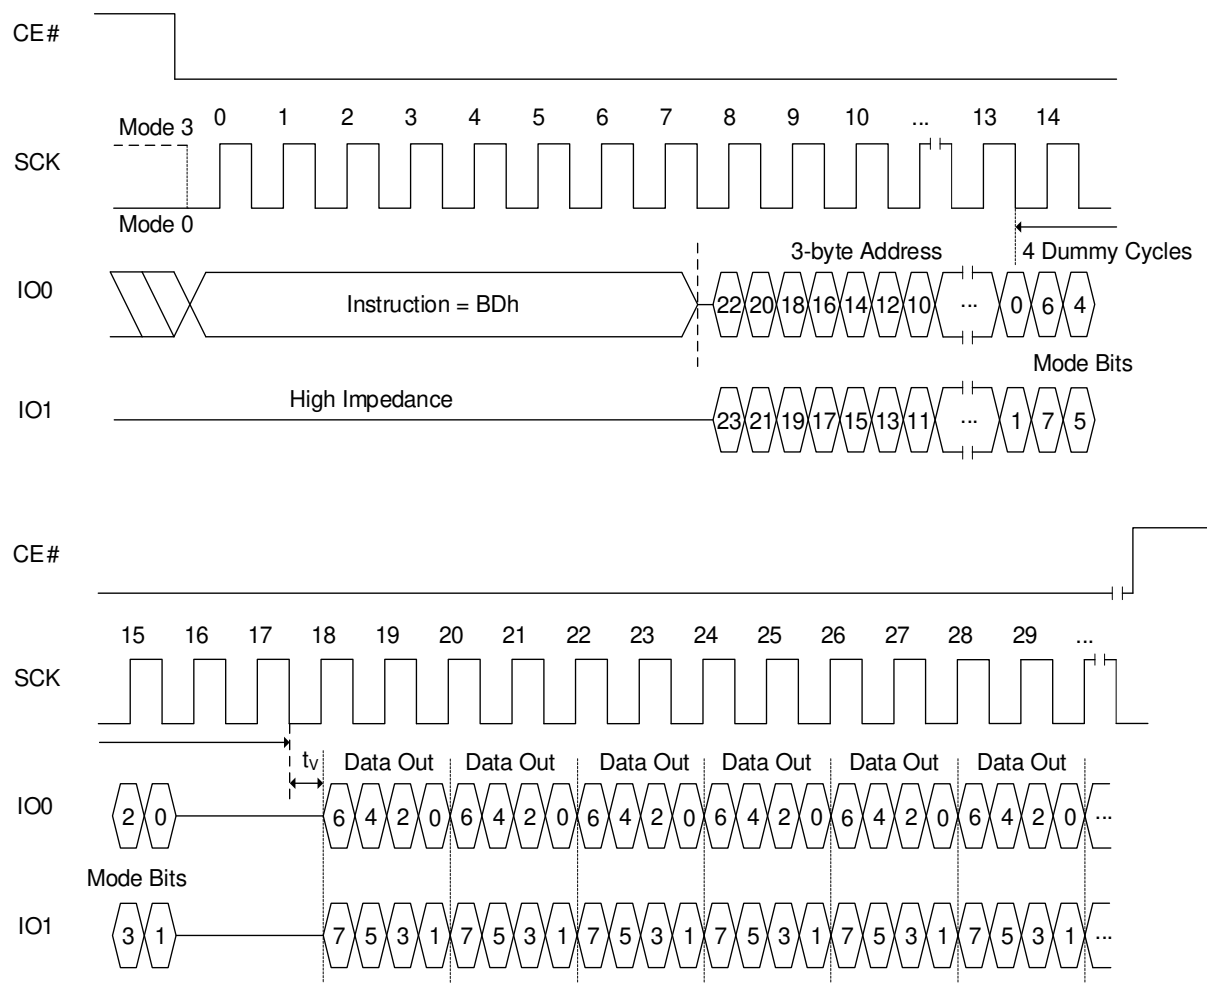 CE#
0 1 2 3 4 5 6 7 8 9 10 ... 13 14
Mode 3
SCK
Mode 0
3-byte Address 4 Dummy Cycles
IO0 Instruction = BDh 22 20 18 16 14 12 10 ... 0 6 4
Mode Bits
High Impedance
IO1 23 21 19 17 15 13 11 ... 1 7 5
CE#
15 16 17 18 19 20 21 22 23 24 25 26 27 28 29 ...
SCK
tV Data Out Data Out Data Out Data Out Data Out Data Out
IO0 2 0 6 4 2 0 6 4 2 0 6 4 2 0 6 4 2 0 6 4 2 0 6 4 2 0 ...
Mode Bits
IO1 3 1 7 5 3 1 7 5 3 1 7 5 3 1 7 5 3 1 7 5 3 1 7 5 3 1 ...